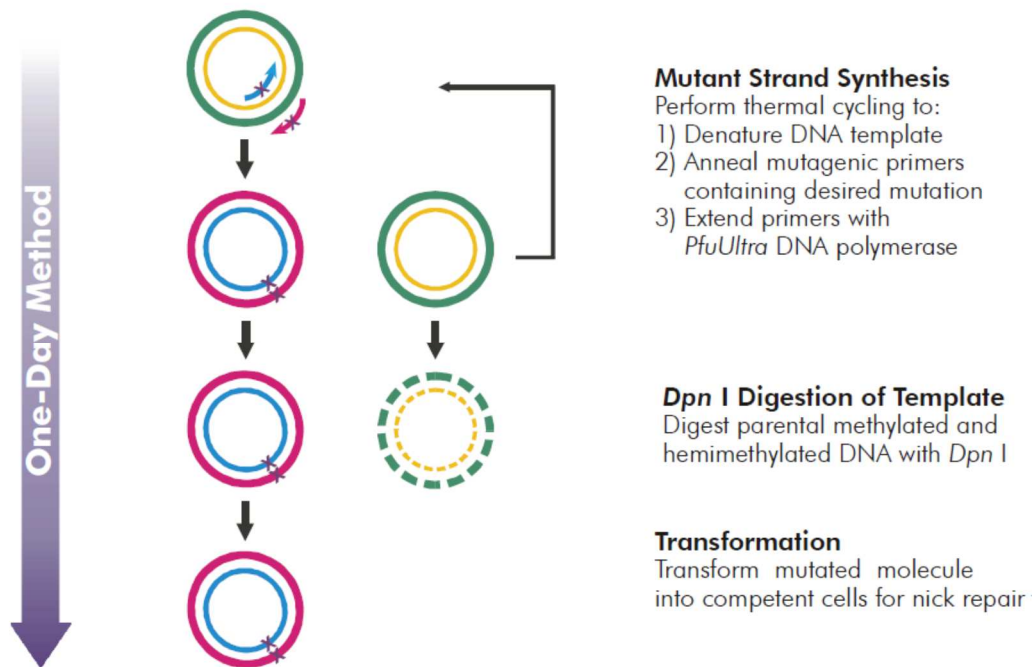 One-Day Method
Mutant Strand Synthesis
Perform thermal cycling to:
1) Denature DNA template
2) Anneal mutagenic primers
containing desired mutation
3) Extend primers with
PfuUltra DNA polymerase
Dpn I Digestion of Template
Digest parental methylated and
hemimethylated DNA with Dpn I
Transformation
Transform mutated molecule
into competent cells for nick repair